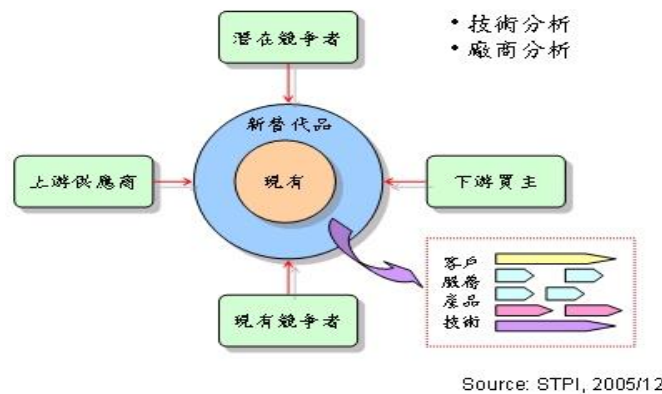 潛在競爭者
• 技術分析
• 廠商分析
新替代品
現有
上游供應商
下游買主
客戶
服務
產品
技術
現有競爭者
Source: STPI, 2005/12